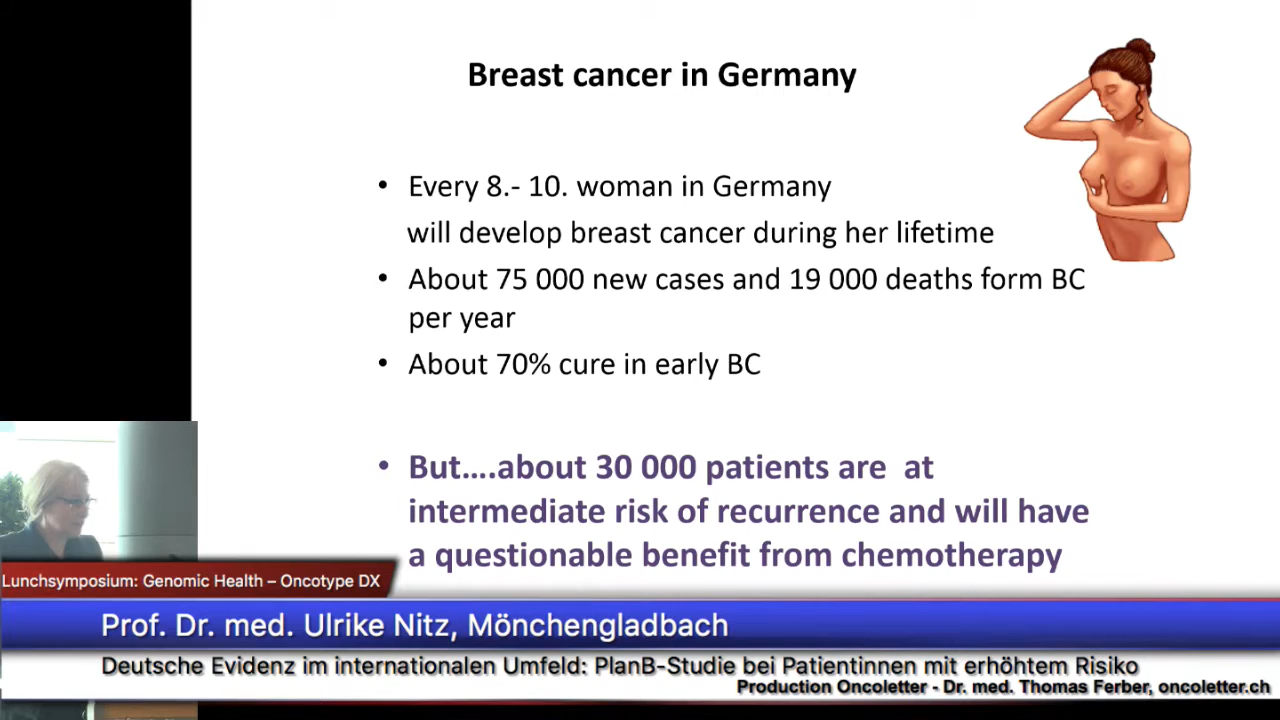 Breast cancer in Germany
• Every 8.- 10. woman in Germany
will develop breast cancer during her lifetime
• About 75 000 new cases and 19 000 deaths form BC
per year
• About 70% cure in early BC
• But....about 30 000 patients are at
intermediate risk of recurrence and will have
a questionable benefit from chemotherapy
Lunchsymposium: Genomic Health – Oncotype DX
Prof. Dr. med. Ulrike Nitz, Mönchengladbach
Deutsche Evidenz im internationalen Umfeld: PlanB-Studie bei Patientinnen mit erhöhtem Risiko
Production Oncoletter - Dr. med. Thomas Ferber, oncoletter.ch